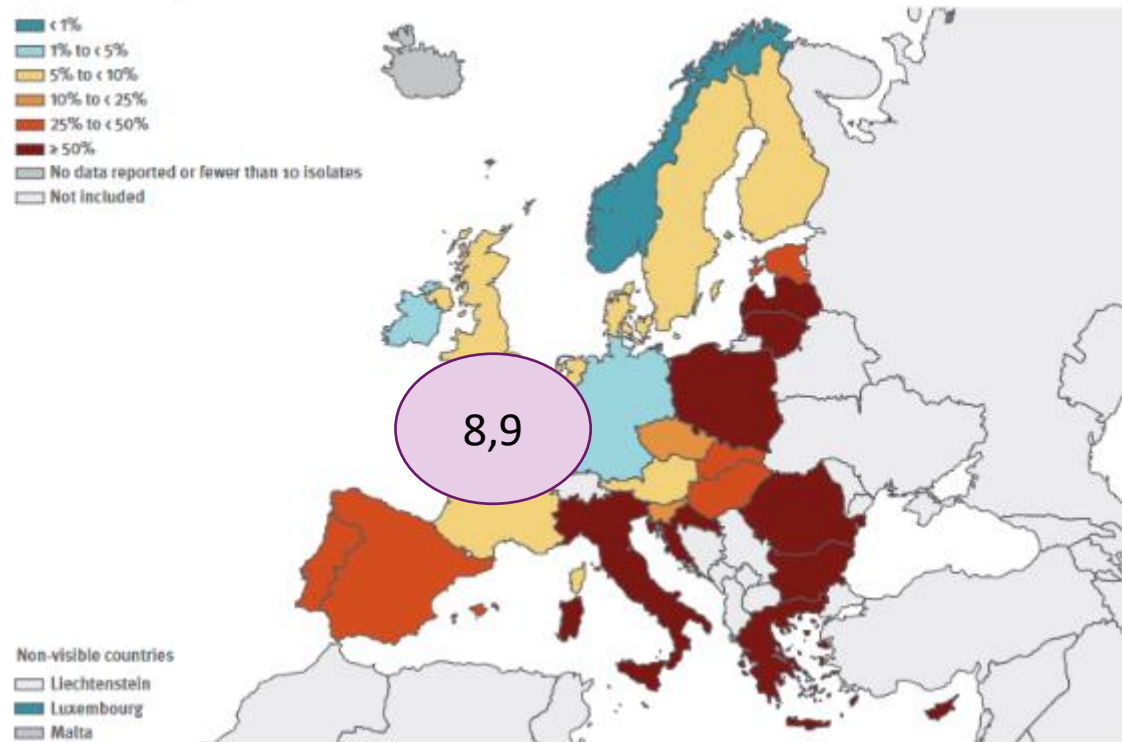 < 1%
1% to < 5%
5% to < 10%
10% to < 25%
25% to < 50%
≥ 50%
No data reported or fewer than 10 isolates
Not included
8,9
Non-visible countries
Liechtenstein
Luxembourg
Malta